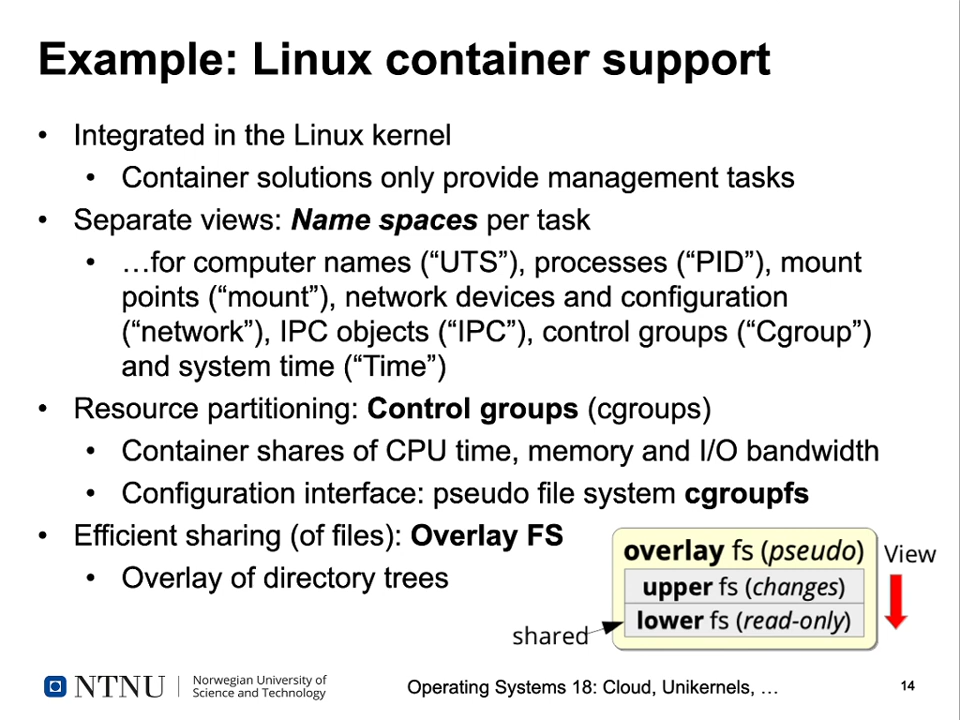 Example: Linux container support
• Integrated in the Linux kernel
• Container solutions only provide management tasks
• Separate views: Name spaces per task
• …for computer names (“UTS”), processes (“PID”), mount
points (“mount”), network devices and configuration
(“network”), IPC objects (“IPC”), control groups (“Cgroup”)
and system time (“Time”)
• Resource partitioning: Control groups (cgroups)
• Container shares of CPU time, memory and I/O bandwidth
• Configuration interface: pseudo file system cgroupfs
• Efficient sharing (of files): Overlay FS
• Overlay of directory trees
overlay fs (pseudo)
View
upper fs (changes)
lower fs (read-only)
shared
NTNU
Norwegian University of
Science and Technology
Operating Systems 18: Cloud, Unikernels, …
14